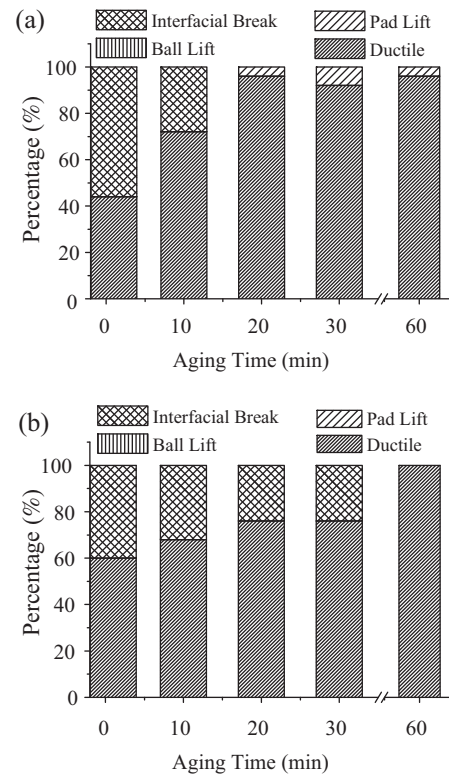 (a)
Interfacial Break Pad Lift
Ball Lift Ductile
100
80
60
40
20
0
Percentage (%)
0 10 20 30 60
Aging Time (min)
(b)
Interfacial Break Pad Lift
Ball Lift Ductile
100
80
60
40
20
0
Percentage (%)
0 10 20 30 60
Aging Time (min)